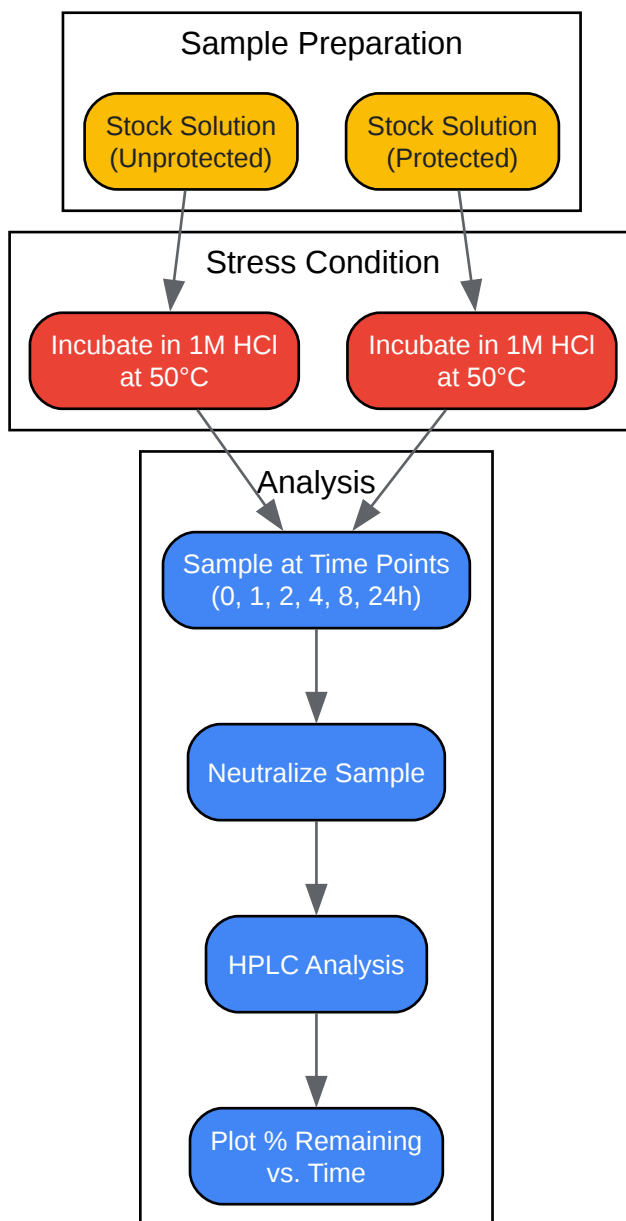 Sample Preparation
Stock Solution
(Unprotected)
Stock Solution
(Protected)
Stress Condition
Incubate in 1M HCl
at 50°C
Incubate in 1M HCl
at 50°C
Analysis
Sample at Time Points
(0, 1, 2, 4, 8, 24h)
Neutralize Sample
HPLC Analysis
Plot % Remaining
vs. Time